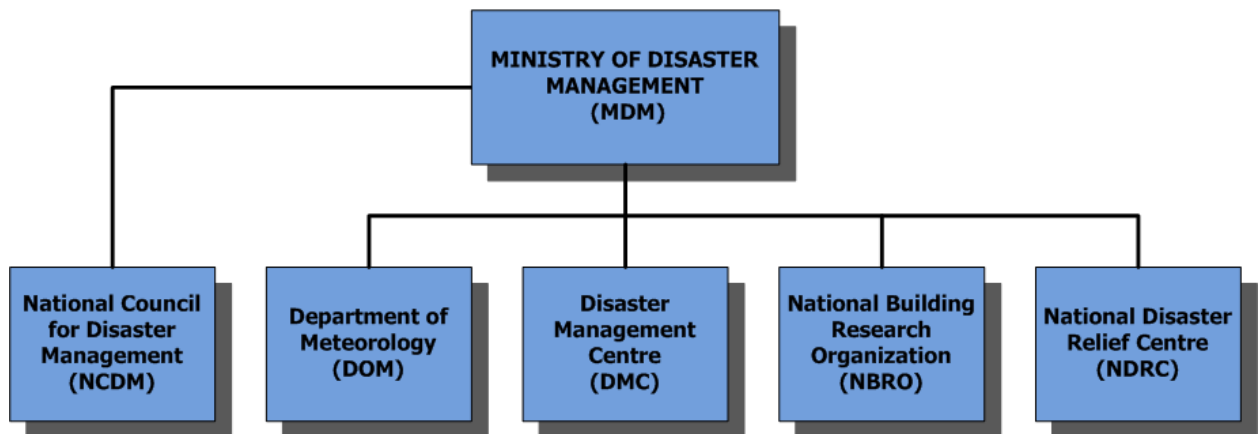 MINISTRY OF DISASTER
MANAGEMENT
(MDM)
National Council
for Disaster
Management
(NCDM)
Department of
Meteorology
(DOM)
Disaster
Management
Centre
(DMC)
National Building
Research
Organization
(NBRO)
National Disaster
Relief Centre
(NDRC)